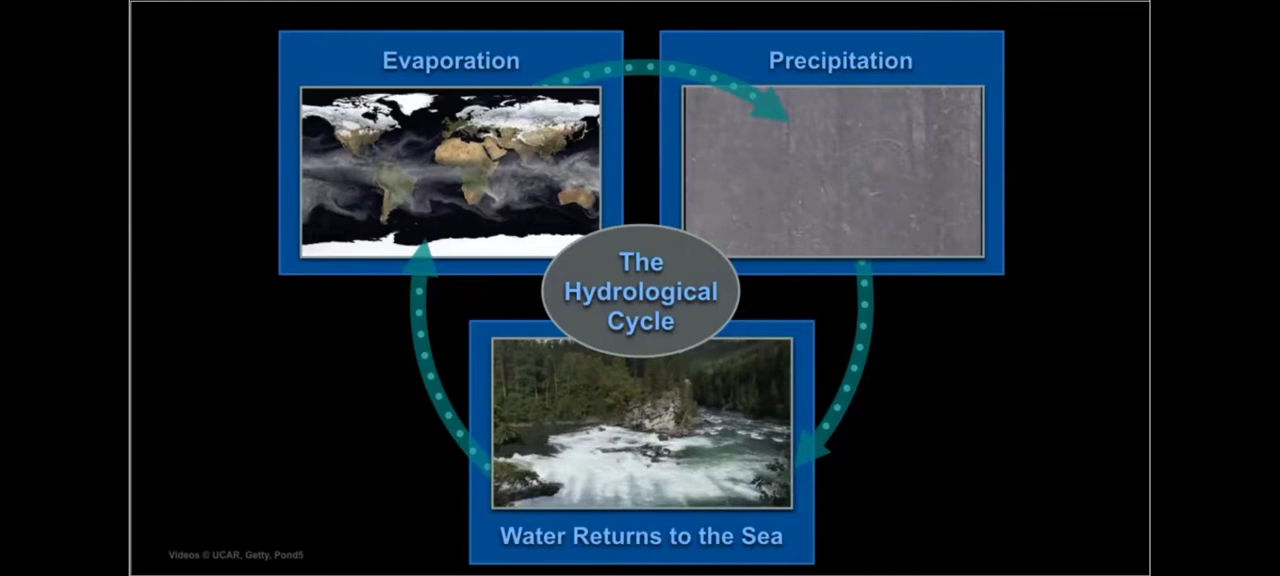 Evaporation
Precipitation
The
Hydrological
Cycle
Water Returns to the Sea
Videos © UCAR, Getty, Pond5